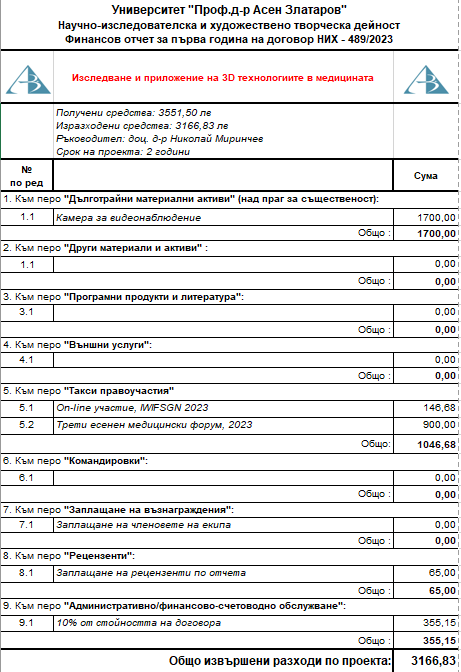 Университет "Проф.д-р Асен Златаров"
Научно-изследователска и художествено творческа дейност
Финансов отчет за първа година на договор НИХ - 489/2023
Изследване и приложение на 3D технологиите в медицината
Получени средства: 3551,50 лв
Изразходени средства: 3166,83 лв
Ръководител: доц. д-р Николай Миринчев
Срок на проекта: 2 години
№
по ред
Сума
1. Към перо "Дълготрайни материални активи" (над праг за същественост):
1.1 Камера за видеонаблюдение 1700,00
Общо : 1700,00
2. Към перо "Други материали и активи" :
1.1 0,00
Общо : 0,00
3. Към перо "Програмни продукти и литература":
3.1 0,00
Общо : 0,00
4. Към перо "Външни услуги":
4.1 0,00
Общо : 0,00
5. Към перо "Такси правоучастия"
5.1 On-line участие, IWIFSGN 2023 146,68
5.2 Трети есенен медицински форум, 2023 900,00
Общо: 1046,68
6. Към перо "Командировки":
6.1 0,00
Общо : 0,00
7. Към перо "Заплащане на възнаграждения":
7.1 Заплащане на членовете на екипа 0,00
Общо : 0,00
8. Към перо "Рецензенти":
8.1 Заплащане на рецензенти по отчета 65,00
Общо : 65,00
9. Към перо "Административно/финансово-счетоводно обслужване":
9.1 10% от стойността на договора 355,15
Общо : 355,15
Общо извършени разходи по проекта: 3166,83